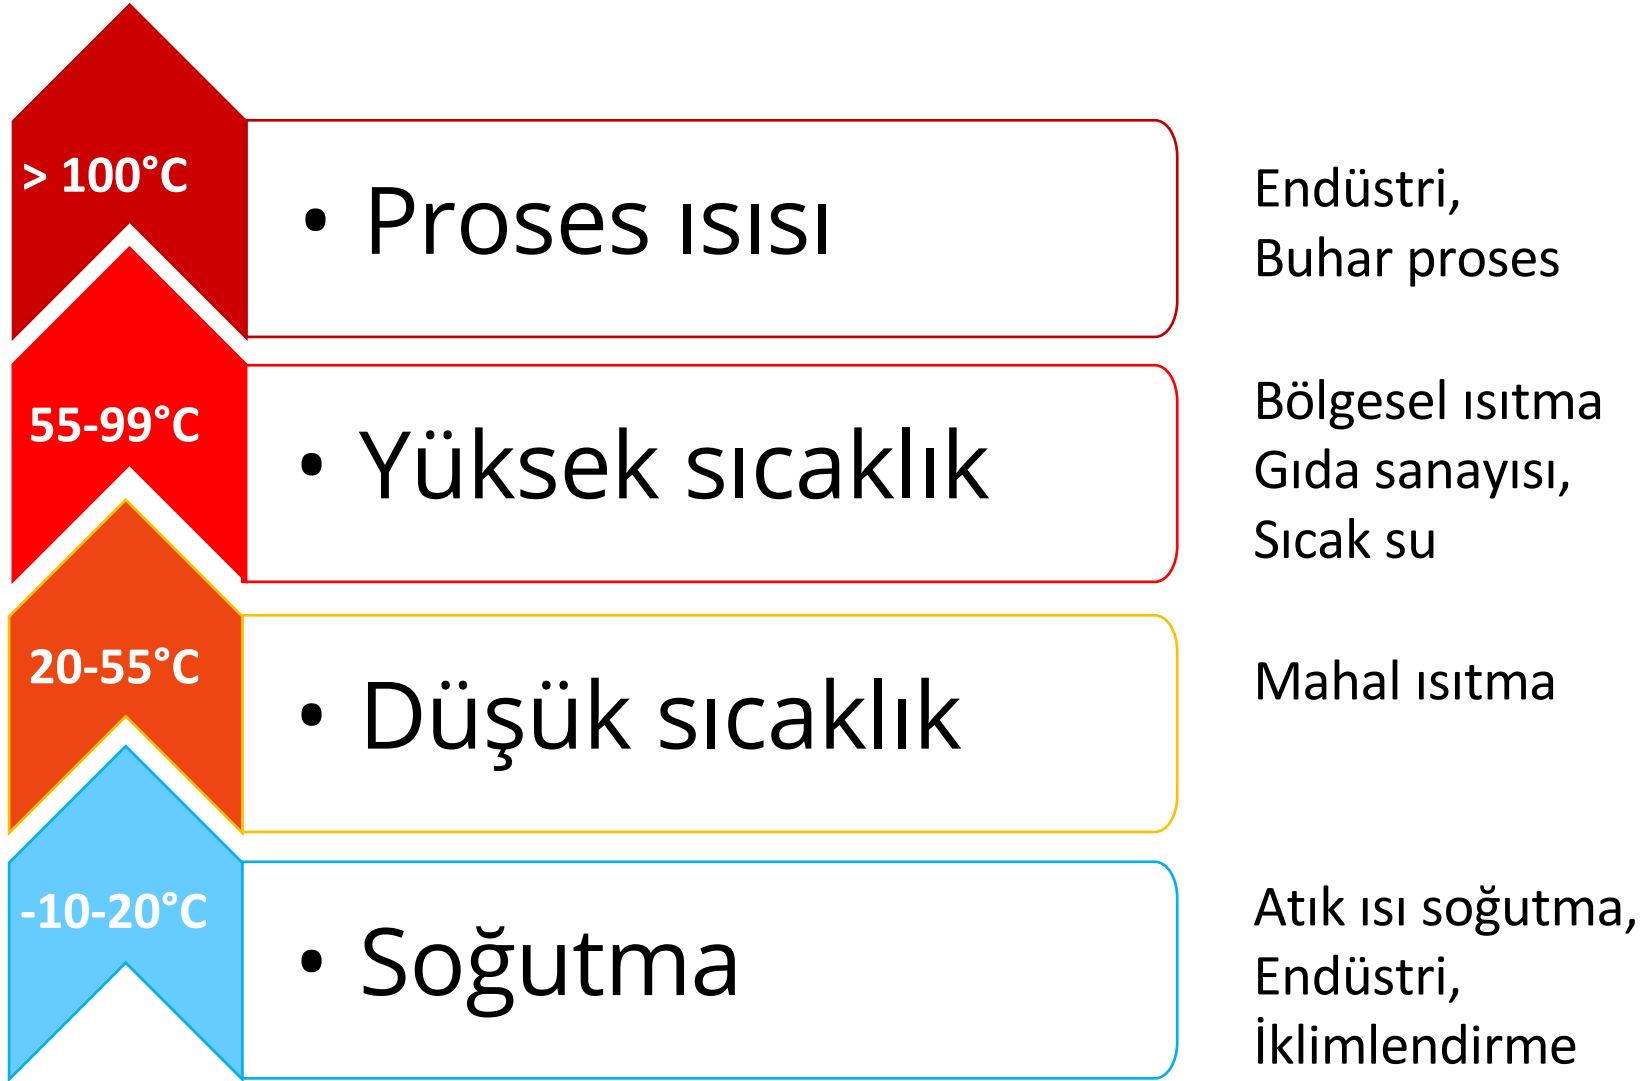 > 100°C
• Proses ısısı
Endüstri,
Buhar proses
55-99°C
• Yüksek sıcaklık
Bölgesel ısıtma
Gıda sanayısı,
Sıcak su
20-55°C
• Düşük sıcaklık
Mahal ısıtma
-10-20°C
• Soğutma
Atık ısı soğutma,
Endüstri,
İklimlendirme